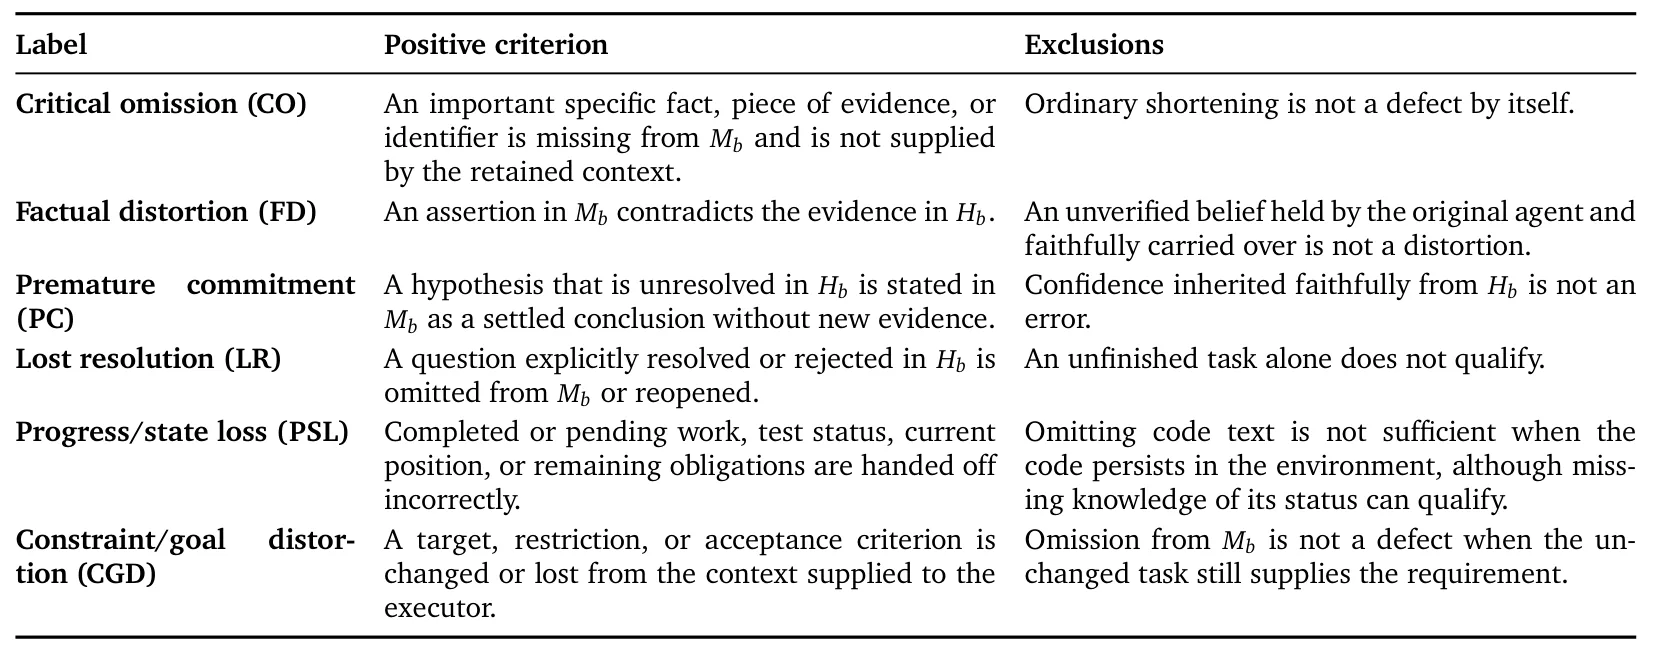 Label Positive criterion Exclusions
Critical omission (CO) An important specific fact, piece of evidence, or Ordinary shortening is not a defect by itself.
identifier is missing from M_b and is not supplied
by the retained context.
Factual distortion (FD) An assertion in M_b contradicts the evidence in H_b. An unverified belief held by the original agent and
faithfully carried over is not a distortion.
Premature commitment A hypothesis that is unresolved in H_b is stated in Confidence inherited faithfully from H_b is not an
(PC) M_b as a settled conclusion without new evidence. error.
Lost resolution (LR) A question explicitly resolved or rejected in H_b is An unfinished task alone does not qualify.
omitted from M_b or reopened.
Progress/state loss (PSL) Completed or pending work, test status, current Omitting code text is not sufficient when the
position, or remaining obligations are handed off code persists in the environment, although miss-
incorrectly. ing knowledge of its status can qualify.
Constraint/goal distor- A target, restriction, or acceptance criterion is Omission from M_b is not a defect when the un-
tion (CGD) changed or lost from the context supplied to the changed task still supplies the requirement.
executor.